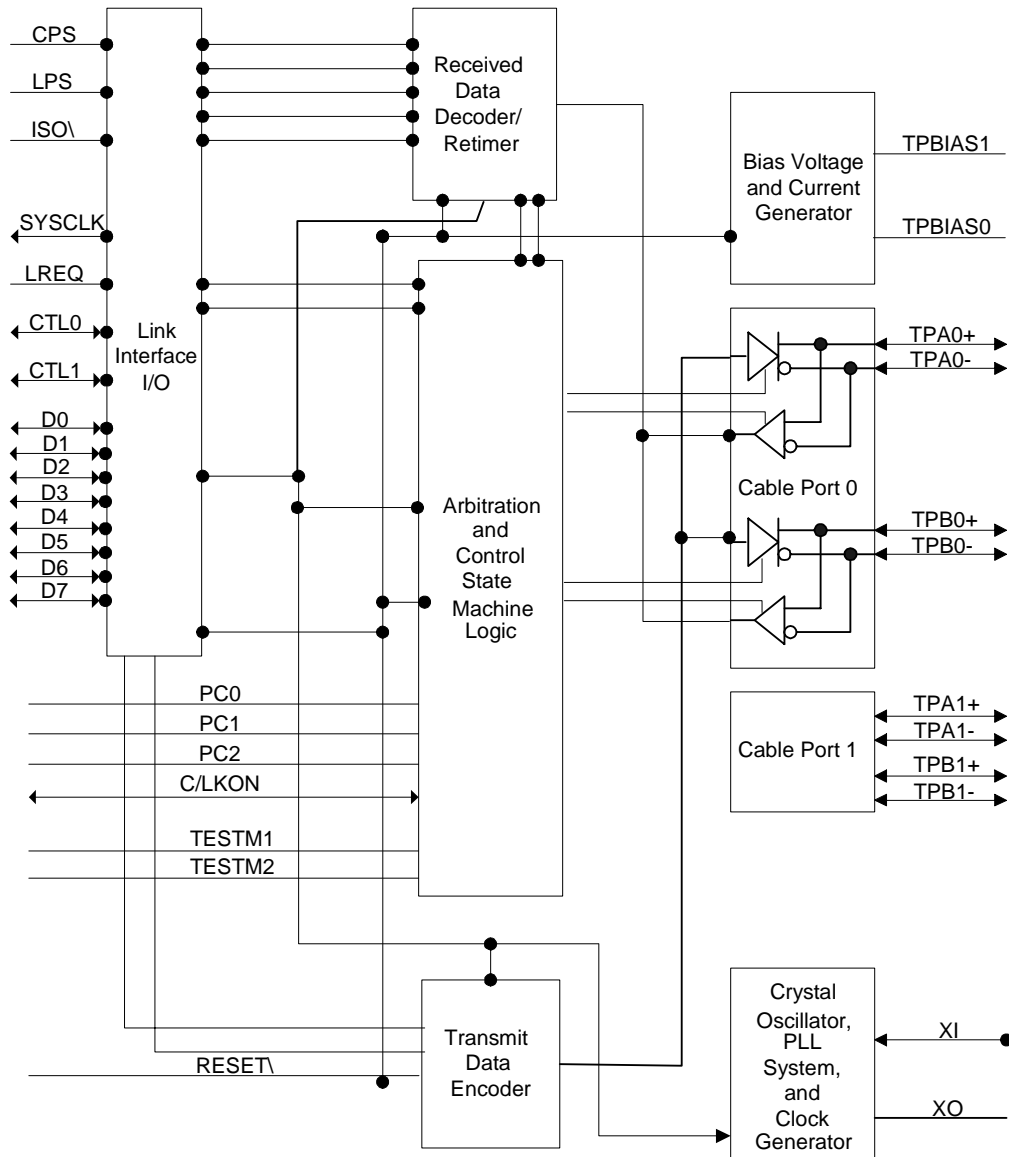 CPS
LPS
ISO\
SYSCLK
LREQ
CTL0
CTL1
D0
D1
D2
D3
D4
D5
D6
D7
Link
Interface
I/O
Received
Data
Decoder/
Retimer
Bias Voltage
and Current
Generator
TPBIAS1
TPBIAS0
Arbitration
and
Control
State
Machine
Logic
TPA0+
TPA0-
Cable Port 0
TPB0+
TPB0-
PC0
PC1
PC2
C/LKON
TESTM1
TESTM2
Cable Port 1
TPA1+
TPA1-
TPB1+
TPB1-
RESET\
Transmit
Data
Encoder
Crystal
Oscillator,
PLL
System,
and
Clock
Generator
XI
XO